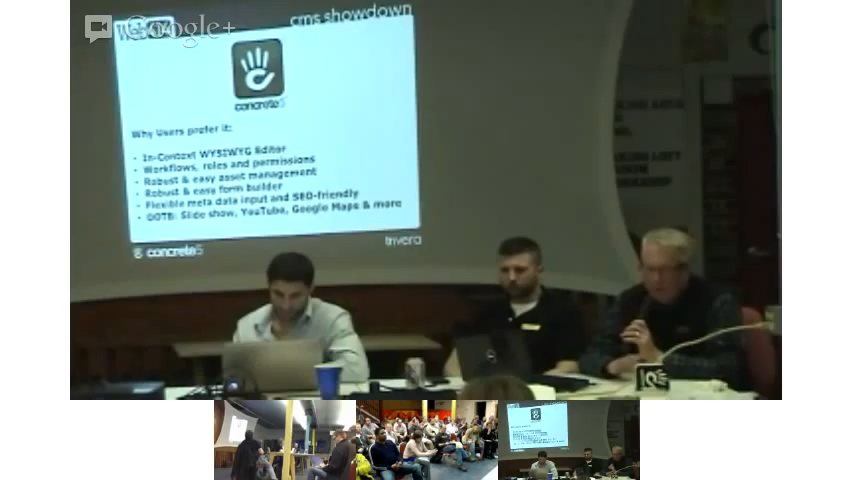 Google+
cms showdown
concrete5
Why Users prefer it:
- In-Context WYSIWYG Editor
- Workflows, roles and permissions
- Robust & easy asset management
- Robust & easy form builder
- Flexible meta data input and SEO-friendly
- OOTB: Slide show, YouTube, Google Maps & more
concrete5
trivera